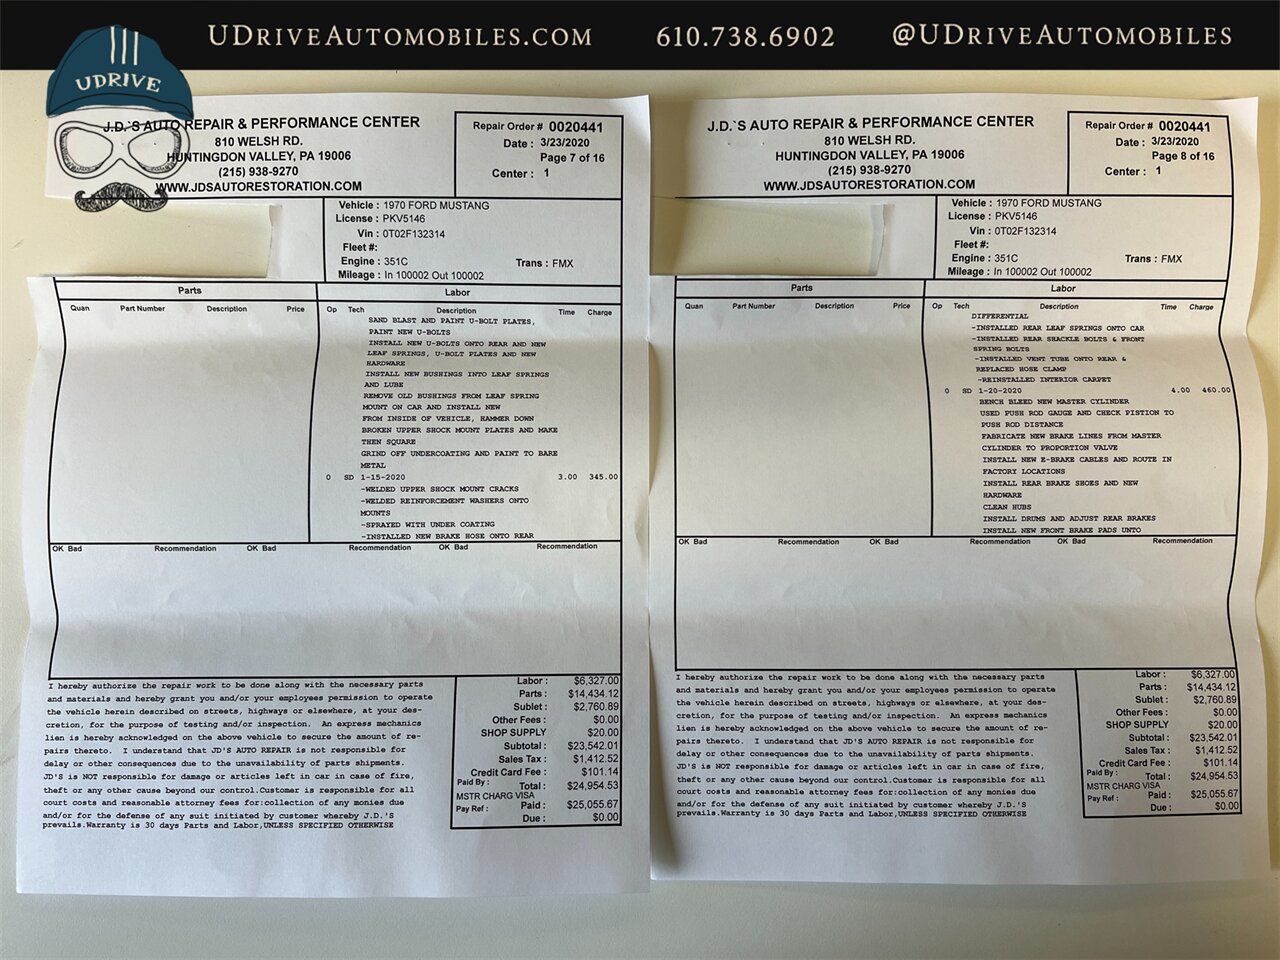 UDRIVEAUTOMOBILES.COM 610.738.6902 @UDRIVEAUTOMOBILES
UDRIVE
J.D.`S AUTO REPAIR & PERFORMANCE CENTER
810 WELSH RD.
HUNTINGDON VALLEY, PA 19006
(215) 938-9270
WWW.JDSAUTORESTORATION.COM
Repair Order # 0020441
Date : 3/23/2020
Page 7 of 16
Center : 1
Vehicle : 1970 FORD MUSTANG
License : PKV5146
Vin : 0T02F132314
Fleet #:
Engine : 351C Trans : FMX
Mileage : In 100002 Out 100002
Parts Labor
Quan Part Number Description Price Op Tech Description Time Charge
SAND BLAST AND PAINT U-BOLT PLATES,
PAINT NEW U-BOLTS
INSTALL NEW U-BOLTS ONTO REAR AND NEW
LEAF SPRINGS, U-BOLT PLATES AND NEW
HARDWARE
INSTALL NEW BUSHINGS INTO LEAF SPRINGS
AND LUBE
REMOVE OLD BUSHINGS FROM LEAF SPRING
MOUNT ON CAR AND INSTALL NEW
FROM INSIDE OF VEHICLE, HAMMER DOWN
BROKEN UPPER SHOCK MOUNT PLATES AND MAKE
THEN SQUARE
GRIND OFF UNDERCOATING AND PAINT TO BARE
METAL
0 SD 1-15-2020 3.00 345.00
-WELDED UPPER SHOCK MOUNT CRACKS
-WELDED REINFORCEMENT WASHERS ONTO
MOUNTS
-SPRAYED WITH UNDER COATING
-INSTALLED NEW BRAKE HOSE ONTO REAR
OK Bad Recommendation OK Bad Recommendation OK Bad Recommendation
I hereby authorize the repair work to be done along with the necessary parts
and materials and hereby grant you and/or your employees permission to operate
the vehicle herein described on streets, highways or elsewhere, at your des-
cretion, for the purpose of testing and/or inspection. An express mechanics
lien is hereby acknowledged on the above vehicle to secure the amount of re-
pairs thereto. I understand that JD'S AUTO REPAIR is not responsible for
delay or other consequences due to the unavailability of parts shipments.
JD'S is NOT responsible for damage or articles left in car in case of fire,
theft or any other cause beyond our control.Customer is responsible for all
court costs and reasonable attorney fees for:collection of any monies due
and/or for the defense of any suit initiated by customer whereby J.D.'S
prevails.Warranty is 30 days Parts and Labor,UNLESS SPECIFIED OTHERWISE
Labor : $6,327.00
Parts : $14,434.12
Sublet : $2,760.89
Other Fees : $0.00
SHOP SUPPLY $20.00
Subtotal : $23,542.01
Sales Tax : $1,412.52
Credit Card Fee : $101.14
Paid By : Total : $24,954.53
MSTR CHARG VISA
Pay Ref : Paid : $25,055.67
Due : $0.00
J.D.`S AUTO REPAIR & PERFORMANCE CENTER
810 WELSH RD.
HUNTINGDON VALLEY, PA 19006
(215) 938-9270
WWW.JDSAUTORESTORATION.COM
Repair Order # 0020441
Date : 3/23/2020
Page 8 of 16
Center : 1
Vehicle : 1970 FORD MUSTANG
License : PKV5146
Vin : 0T02F132314
Fleet #:
Engine : 351C Trans : FMX
Mileage : In 100002 Out 100002
Parts Labor
Quan Part Number Description Price Op Tech Description Time Charge
DIFFERENTIAL
-INSTALLED REAR LEAF SPRINGS ONTO CAR
-INSTALLED REAR SHACKLE BOLTS & FRONT
SPRING BOLTS
-INSTALLED VENT TUBE ONTO REAR &
REPLACED HOSE CLAMP
-REINSTALLED INTERIOR CARPET
0 SD 1-20-2020 4.00 460.00
BENCH BLEED NEW MASTER CYLINDER
USED PUSH ROD GAUGE AND CHECK PISTION TO
PUSH ROD DISTANCE
FABRICATE NEW BRAKE LINES FROM MASTER
CYLINDER TO PROPORTION VALVE
INSTALL NEW E-BRAKE CABLES AND ROUTE IN
FACTORY LOCATIONS
INSTALL REAR BRAKE SHOES AND NEW
HARDWARE
CLEAN HUBS
INSTALL DRUMS AND ADJUST REAR BRAKES
INSTALL NEW FRONT BRAKE PADS UNTO
OK Bad Recommendation OK Bad Recommendation OK Bad Recommendation
I hereby authorize the repair work to be done along with the necessary parts
and materials and hereby grant you and/or your employees permission to operate
the vehicle herein described on streets, highways or elsewhere, at your des-
cretion, for the purpose of testing and/or inspection. An express mechanics
lien is hereby acknowledged on the above vehicle to secure the amount of re-
pairs thereto. I understand that JD'S AUTO REPAIR is not responsible for
delay or other consequences due to the unavailability of parts shipments.
JD'S is NOT responsible for damage or articles left in car in case of fire,
theft or any other cause beyond our control.Customer is responsible for all
court costs and reasonable attorney fees for:collection of any monies due
and/or for the defense of any suit initiated by customer whereby J.D.'S
prevails.Warranty is 30 days Parts and Labor,UNLESS SPECIFIED OTHERWISE
Labor : $6,327.00
Parts : $14,434.12
Sublet : $2,760.89
Other Fees : $0.00
SHOP SUPPLY $20.00
Subtotal : $23,542.01
Sales Tax : $1,412.52
Credit Card Fee : $101.14
Paid By : Total : $24,954.53
MSTR CHARG VISA
Pay Ref : Paid : $25,055.67
Due : $0.00